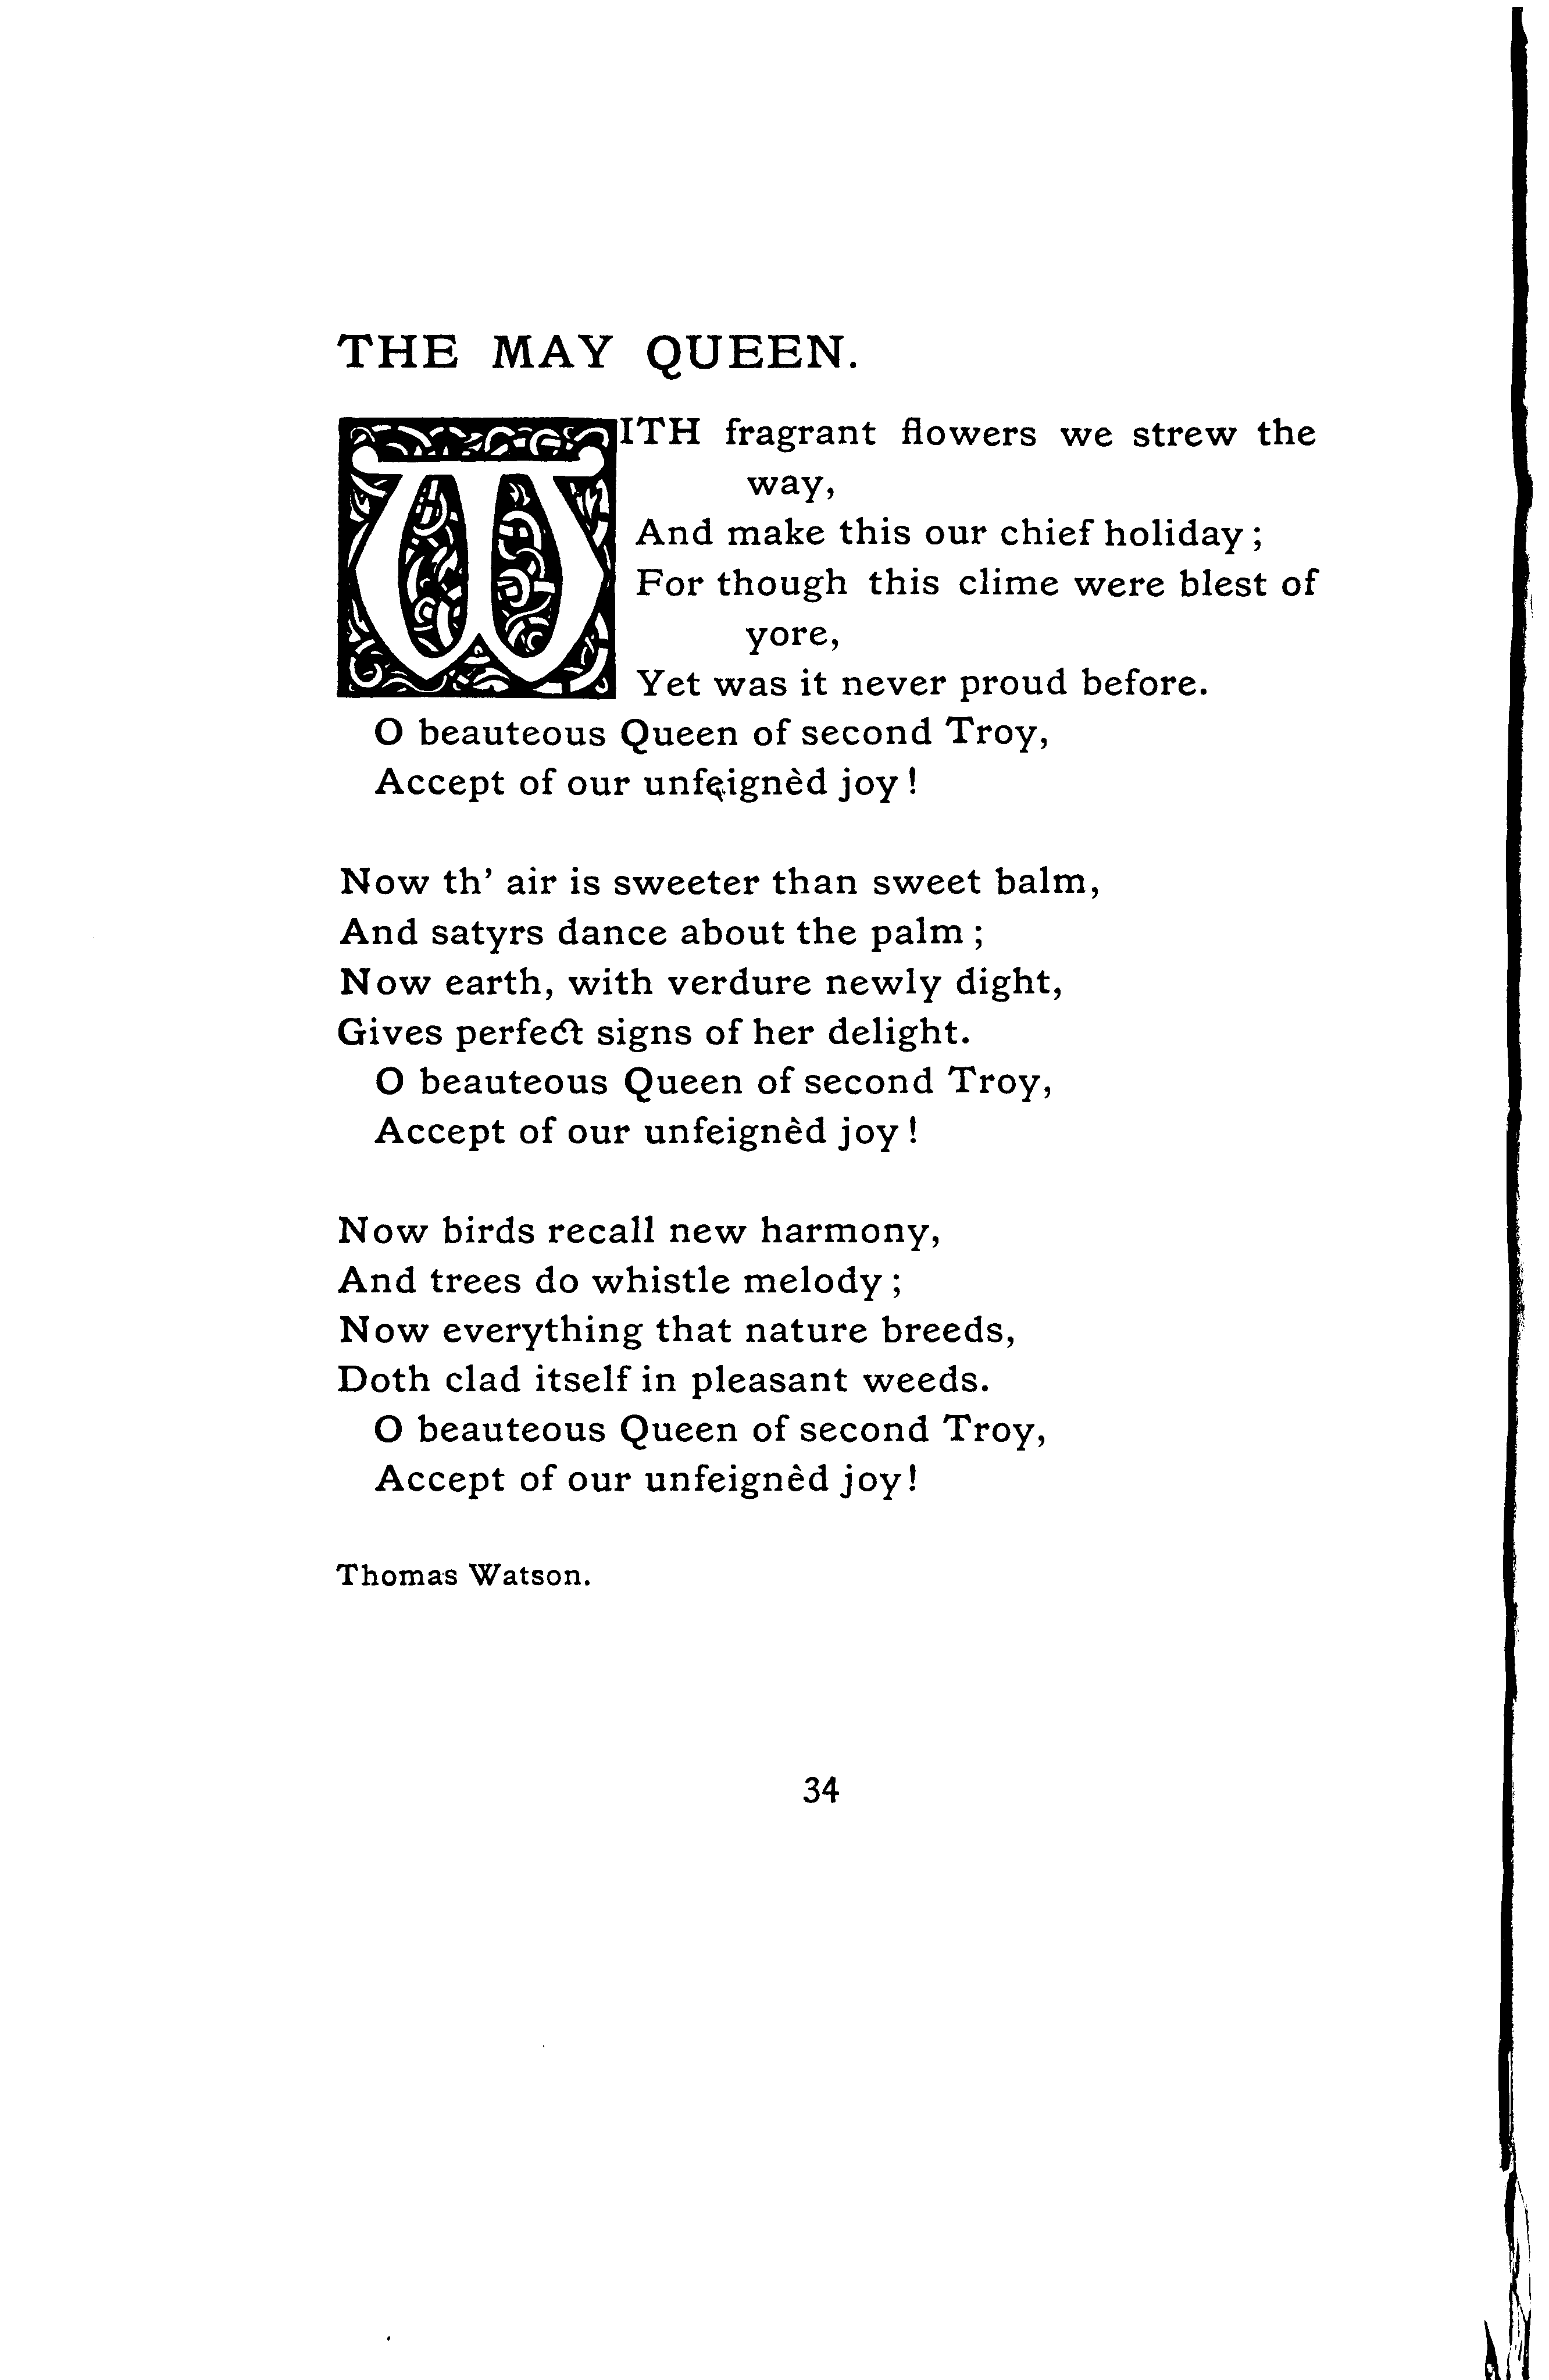 THE MAY QUEEN.
WITH fragrant flowers we strew the
way,
And make this our chief holiday;
For though this clime were blest of
yore,
Yet was it never proud before.
O beauteous Queen of second Troy,
Accept of our unfeignèd joy!
Now th' air is sweeter than sweet balm,
And satyrs dance about the palm;
Now earth, with verdure newly dight,
Gives perfect signs of her delight.
O beauteous Queen of second Troy,
Accept of our unfeignèd joy!
Now birds recall new harmony,
And trees do whistle melody;
Now everything that nature breeds,
Doth clad itself in pleasant weeds.
O beauteous Queen of second Troy,
Accept of our unfeignèd joy!
Thomas Watson.
34